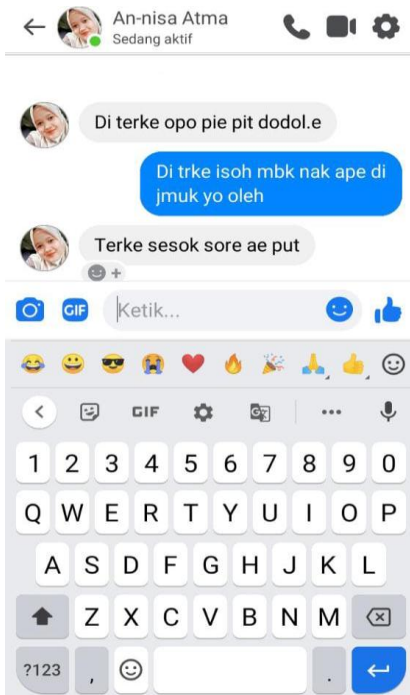 An-nisa Atma
Sedang aktif
Di terke opo pie pit dodol.e
Di trke isoh mbk nak ape di
jmuk yo oleh
Terke sesok sore ae put
GIF
Ketik...
GIF
1 2 3 4 5 6 7 8 9 0
Q W E R T Y U I O P
A S D F G H J K L
Z X C V B N M
?123 , .